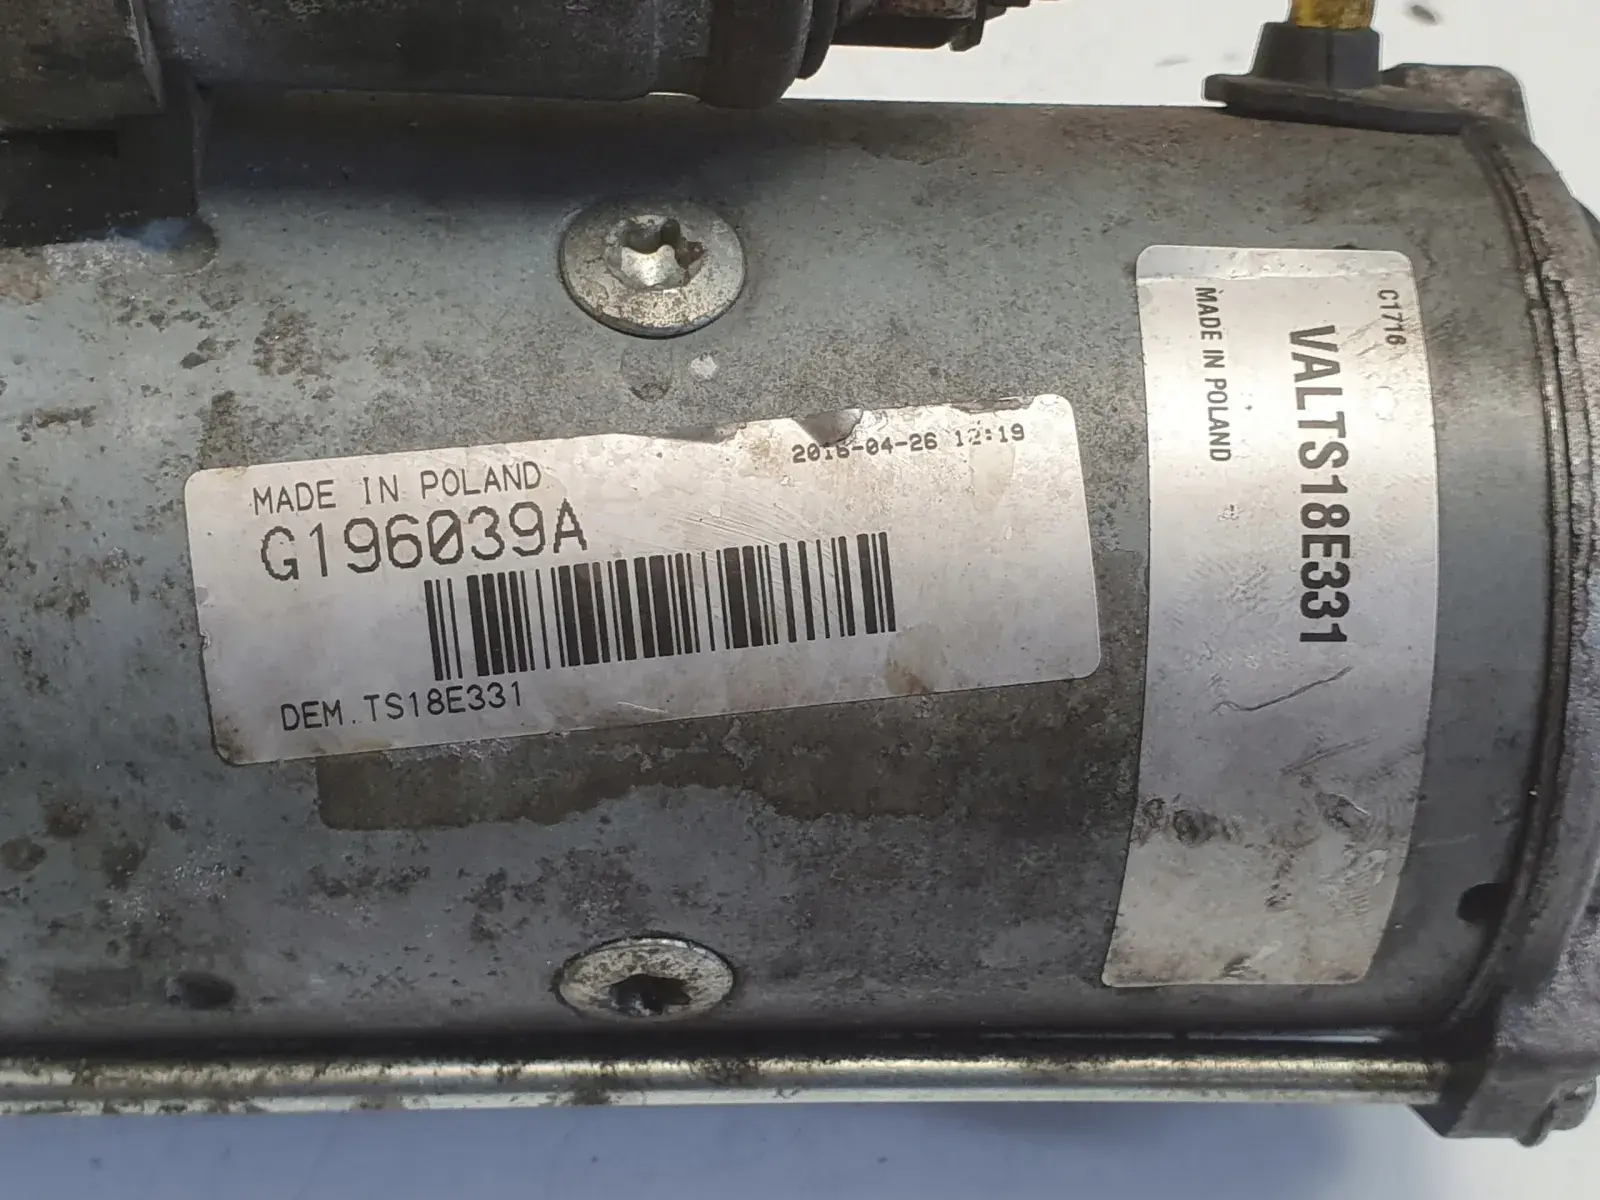 MADE IN POLAND
2016-04-26 12:19
G196039A
DEM.TS18E331
C1716
VALTS18E331
MADE IN POLAND